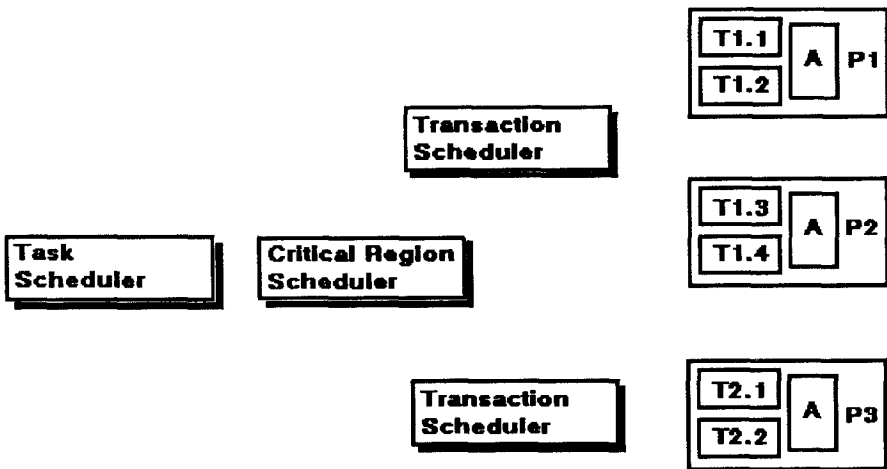 T1.1
T1.2
A
P1
Transaction
Scheduler
T1.3
T1.4
A
P2
Task
Scheduler
Critical Region
Scheduler
Transaction
Scheduler
T2.1
T2.2
A
P3